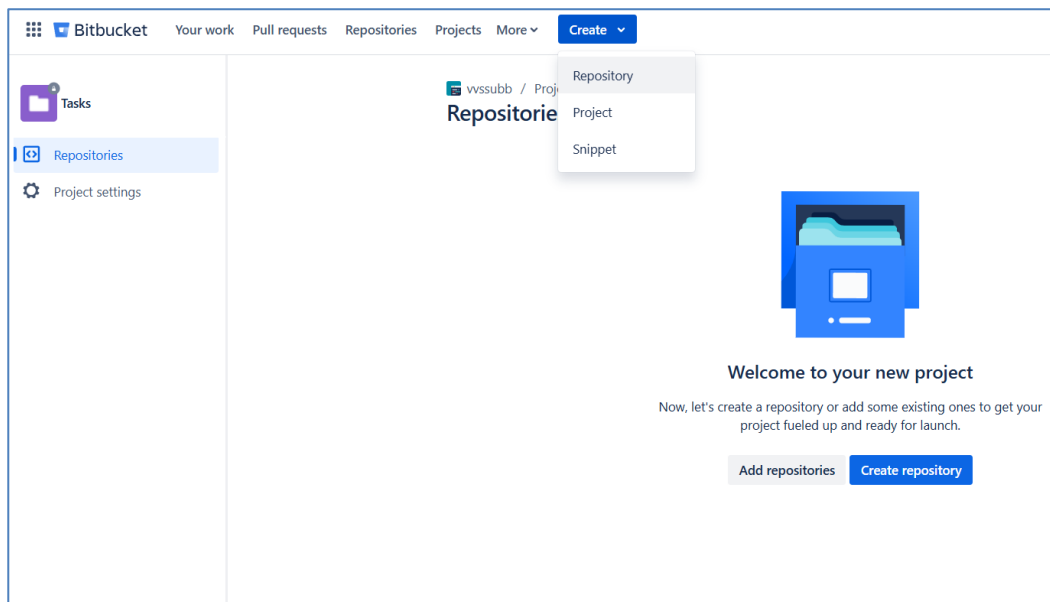 Bitbucket Your work Pull requests Repositories Projects More Create
Repository
Project
Snippet
Tasks
Repositories
Project settings
vvssubb / Proj
Repositorie
Welcome to your new project
Now, let's create a repository or add some existing ones to get your
project fueled up and ready for launch.
Add repositories Create repository